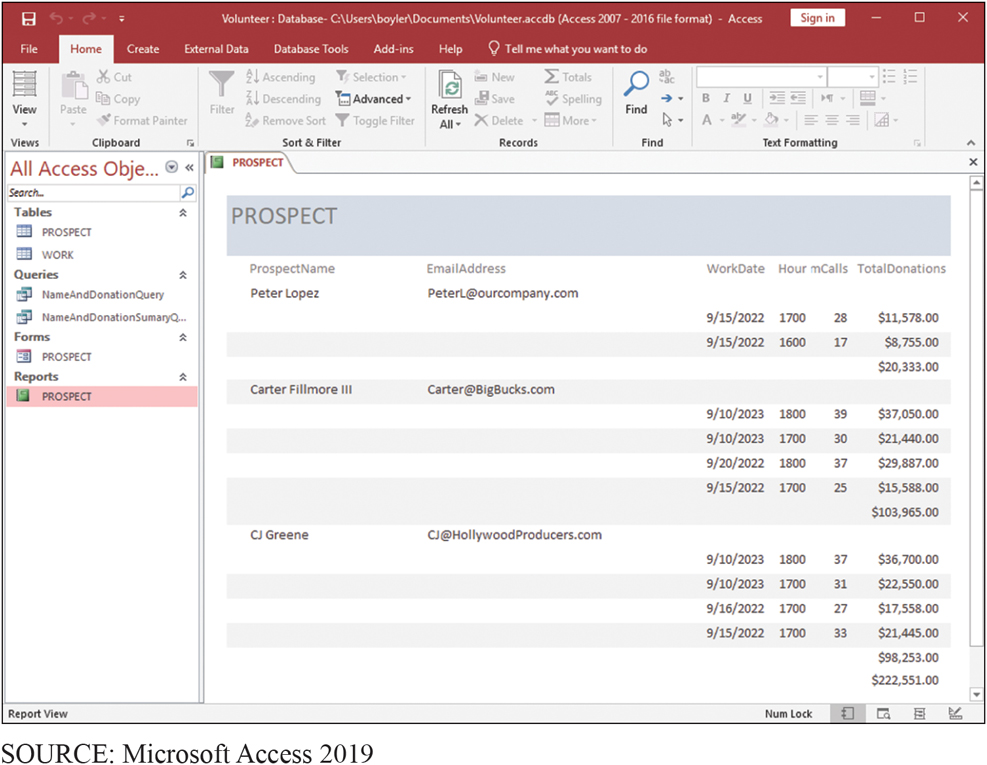 Volunteer : Database- C:\Users\boyler\Documents\Volunteer.accdb (Access 2007 - 2016 file format) - Access Sign in
File Home Create External Data Database Tools Add-ins Help Tell me what you want to do
View Paste Cut Copy Format Painter
Filter Ascending Descending Remove Sort Selection Advanced Toggle Filter
Refresh All New Save Delete Totals Spelling More
Find
B I U
A
Views Clipboard Sort & Filter Records Find Text Formatting
All Access Obje...
Search...
Tables
PROSPECT
WORK
Queries
NameAndDonationQuery
NameAndDonationSumaryQ...
Forms
PROSPECT
Reports
PROSPECT
PROSPECT
PROSPECT
ProspectName EmailAddress WorkDate Hour mCalls TotalDonations
Peter Lopez PeterL@ourcompany.com
9/15/2022 1700 28 $11,578.00
9/15/2022 1600 17 $8,755.00
$20,333.00
Carter Fillmore III Carter@BigBucks.com
9/10/2023 1800 39 $37,050.00
9/10/2023 1700 30 $21,440.00
9/20/2022 1800 37 $29,887.00
9/15/2022 1700 25 $15,588.00
$103,965.00
CJ Greene CJ@HollywoodProducers.com
9/10/2023 1800 37 $36,700.00
9/10/2023 1700 31 $22,550.00
9/16/2022 1700 27 $17,558.00
9/15/2022 1700 33 $21,445.00
$98,253.00
$222,551.00
Report View Num Lock
SOURCE: Microsoft Access 2019